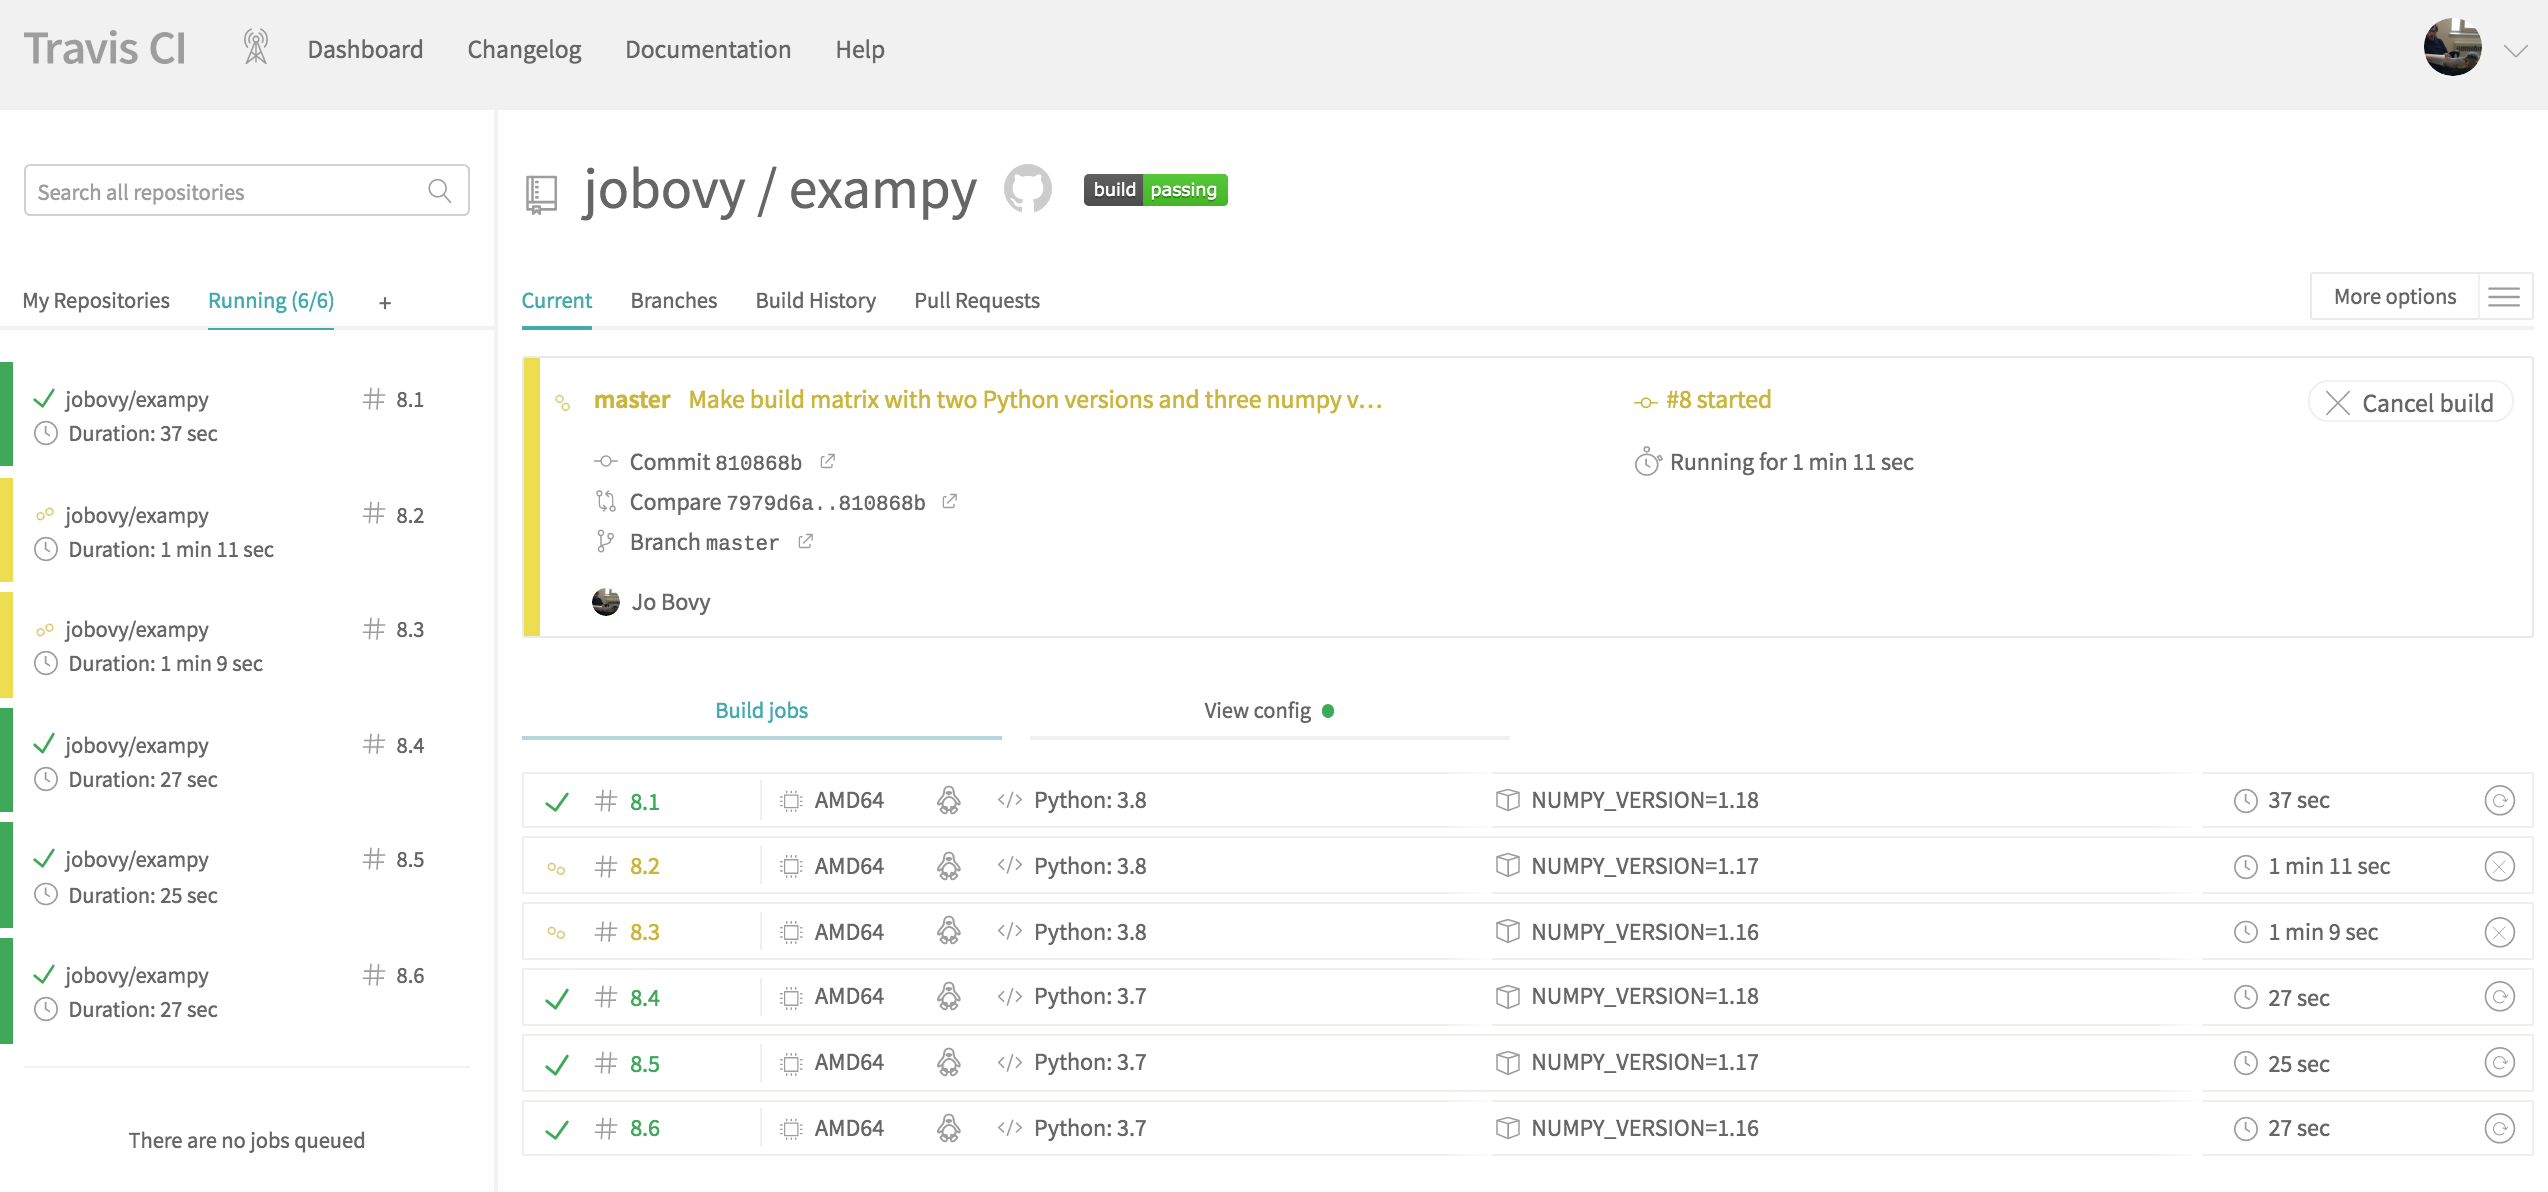 Travis CI Dashboard Changelog Documentation Help
Search all repositories
My Repositories Running (6/6) +
jobovy/exampy # 8.1
Duration: 37 sec
jobovy/exampy # 8.2
Duration: 1 min 11 sec
jobovy/exampy # 8.3
Duration: 1 min 9 sec
jobovy/exampy # 8.4
Duration: 27 sec
jobovy/exampy # 8.5
Duration: 25 sec
jobovy/exampy # 8.6
Duration: 27 sec
There are no jobs queued
jobovy / exampy build passing
Current Branches Build History Pull Requests More options
master Make build matrix with two Python versions and three numpy v… #8 started Cancel build
Commit 810868b Running for 1 min 11 sec
Compare 7979d6a..810868b
Branch master
Jo Bovy
Build jobs View config
# 8.1 AMD64 </> Python: 3.8 NUMPY_VERSION=1.18 37 sec
# 8.2 AMD64 </> Python: 3.8 NUMPY_VERSION=1.17 1 min 11 sec
# 8.3 AMD64 </> Python: 3.8 NUMPY_VERSION=1.16 1 min 9 sec
# 8.4 AMD64 </> Python: 3.7 NUMPY_VERSION=1.18 27 sec
# 8.5 AMD64 </> Python: 3.7 NUMPY_VERSION=1.17 25 sec
# 8.6 AMD64 </> Python: 3.7 NUMPY_VERSION=1.16 27 sec